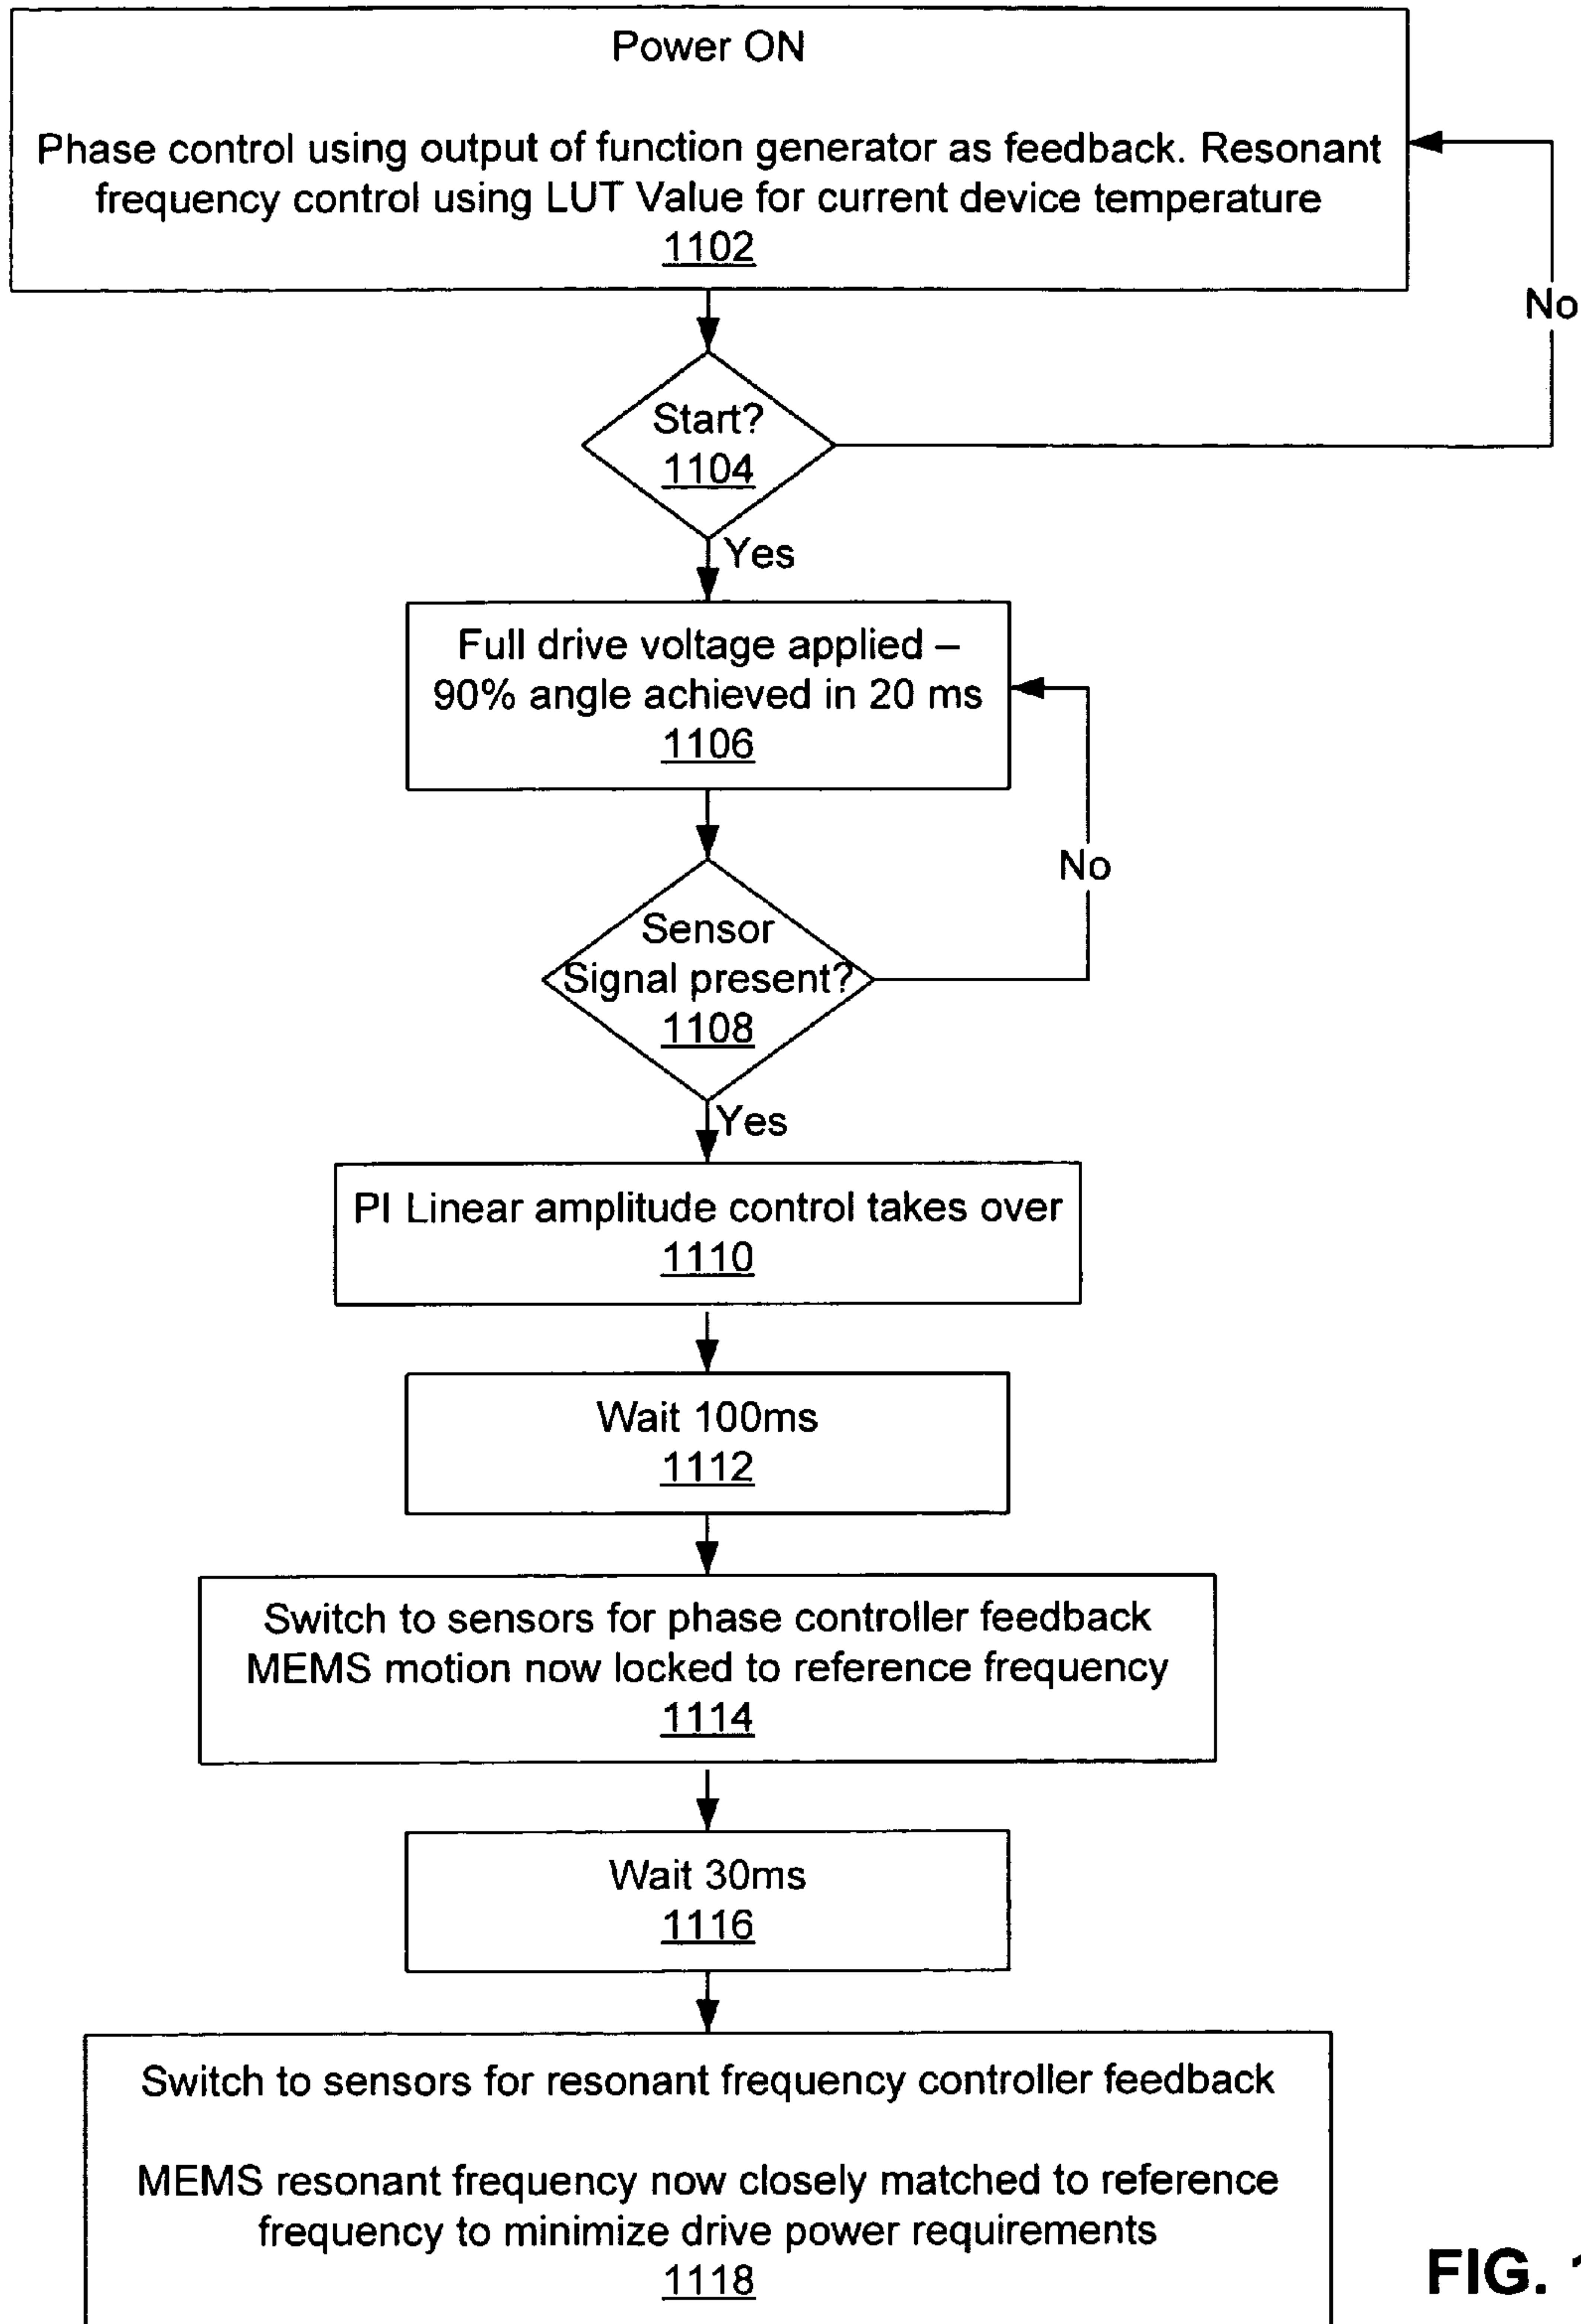 Power ON
Phase control using output of function generator as feedback. Resonant
frequency control using LUT Value for current device temperature
1102
No
Start?
1104
Yes
Full drive voltage applied –
90% angle achieved in 20 ms
1106
No
Sensor
Signal present?
1108
Yes
PI Linear amplitude control takes over
1110
Wait 100ms
1112
Switch to sensors for phase controller feedback
MEMS motion now locked to reference frequency
1114
Wait 30ms
1116
Switch to sensors for resonant frequency controller feedback
MEMS resonant frequency now closely matched to reference
frequency to minimize drive power requirements
1118
FIG.